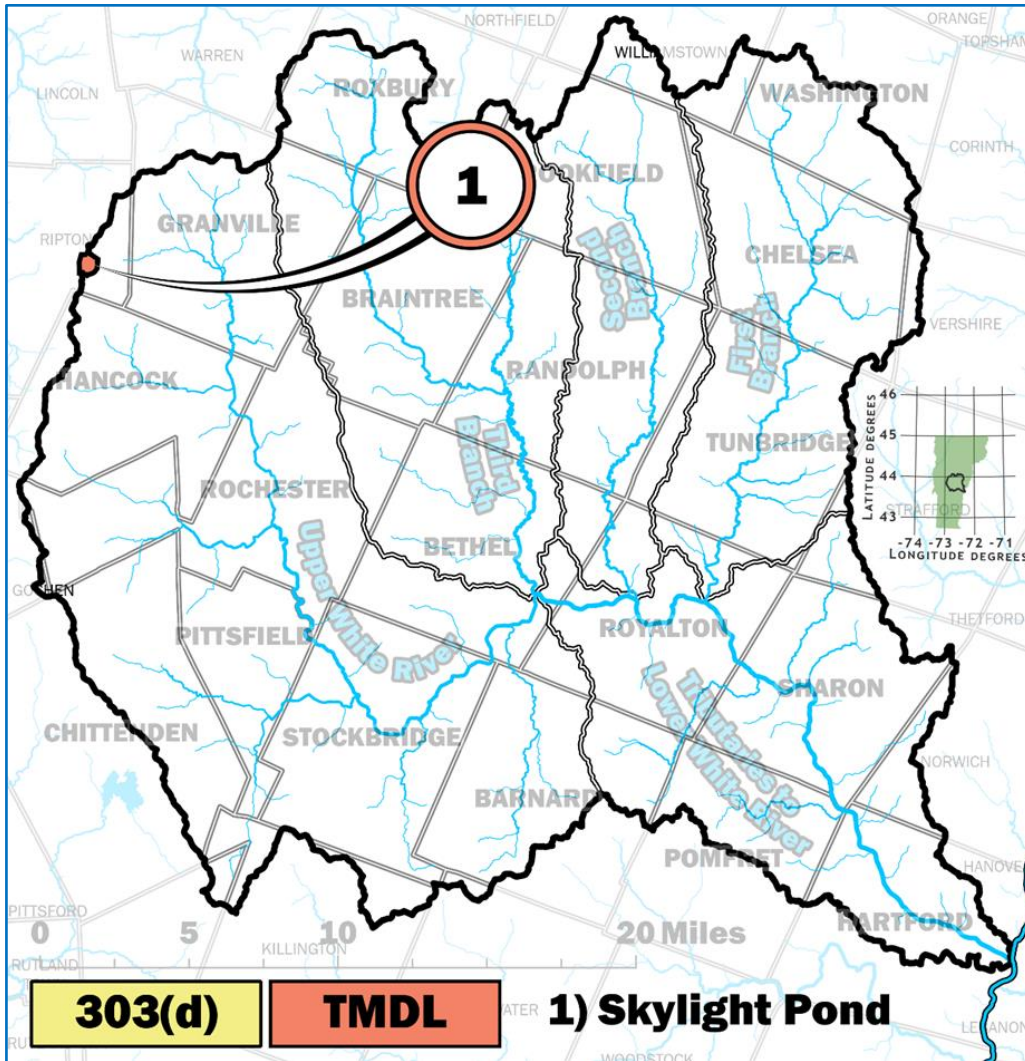 NORTHFIELD
ORANGE
TOPSHAM
WARREN
WILLIAMSTOWN
LINCOLN
ROXBURY
WASHINGTON
CORINTH
1
OOKFIELD
GRANVILLE
RIPTON
CHELSEA
Second
Branch
BRAINTREE
First
Branch
VERSHIRE
HANCOCK
RANDOLPH
46
45
44
43
LATITUDE DEGREES
-74 -73 -72 -71
LONGITUDE DEGREES
Third
Branch
TUNBRIDGE
STRAFFORD
ROCHESTER
BETHEL
Upper White River
GOSHEN
THETFORD
PITTSFIELD
ROYALTON
Tributaries to
Lower White River
SHARON
CHITTENDEN
STOCKBRIDGE
NORWICH
BARNARD
POMFRET
HANOVER
PITTSFORD
HARTFORD
0 5 10 20 Miles
KILLINGTON
RUTLAND
303(d) TMDL 1) Skylight Pond
RU
ATER
LEBANON
WOODSTOCK